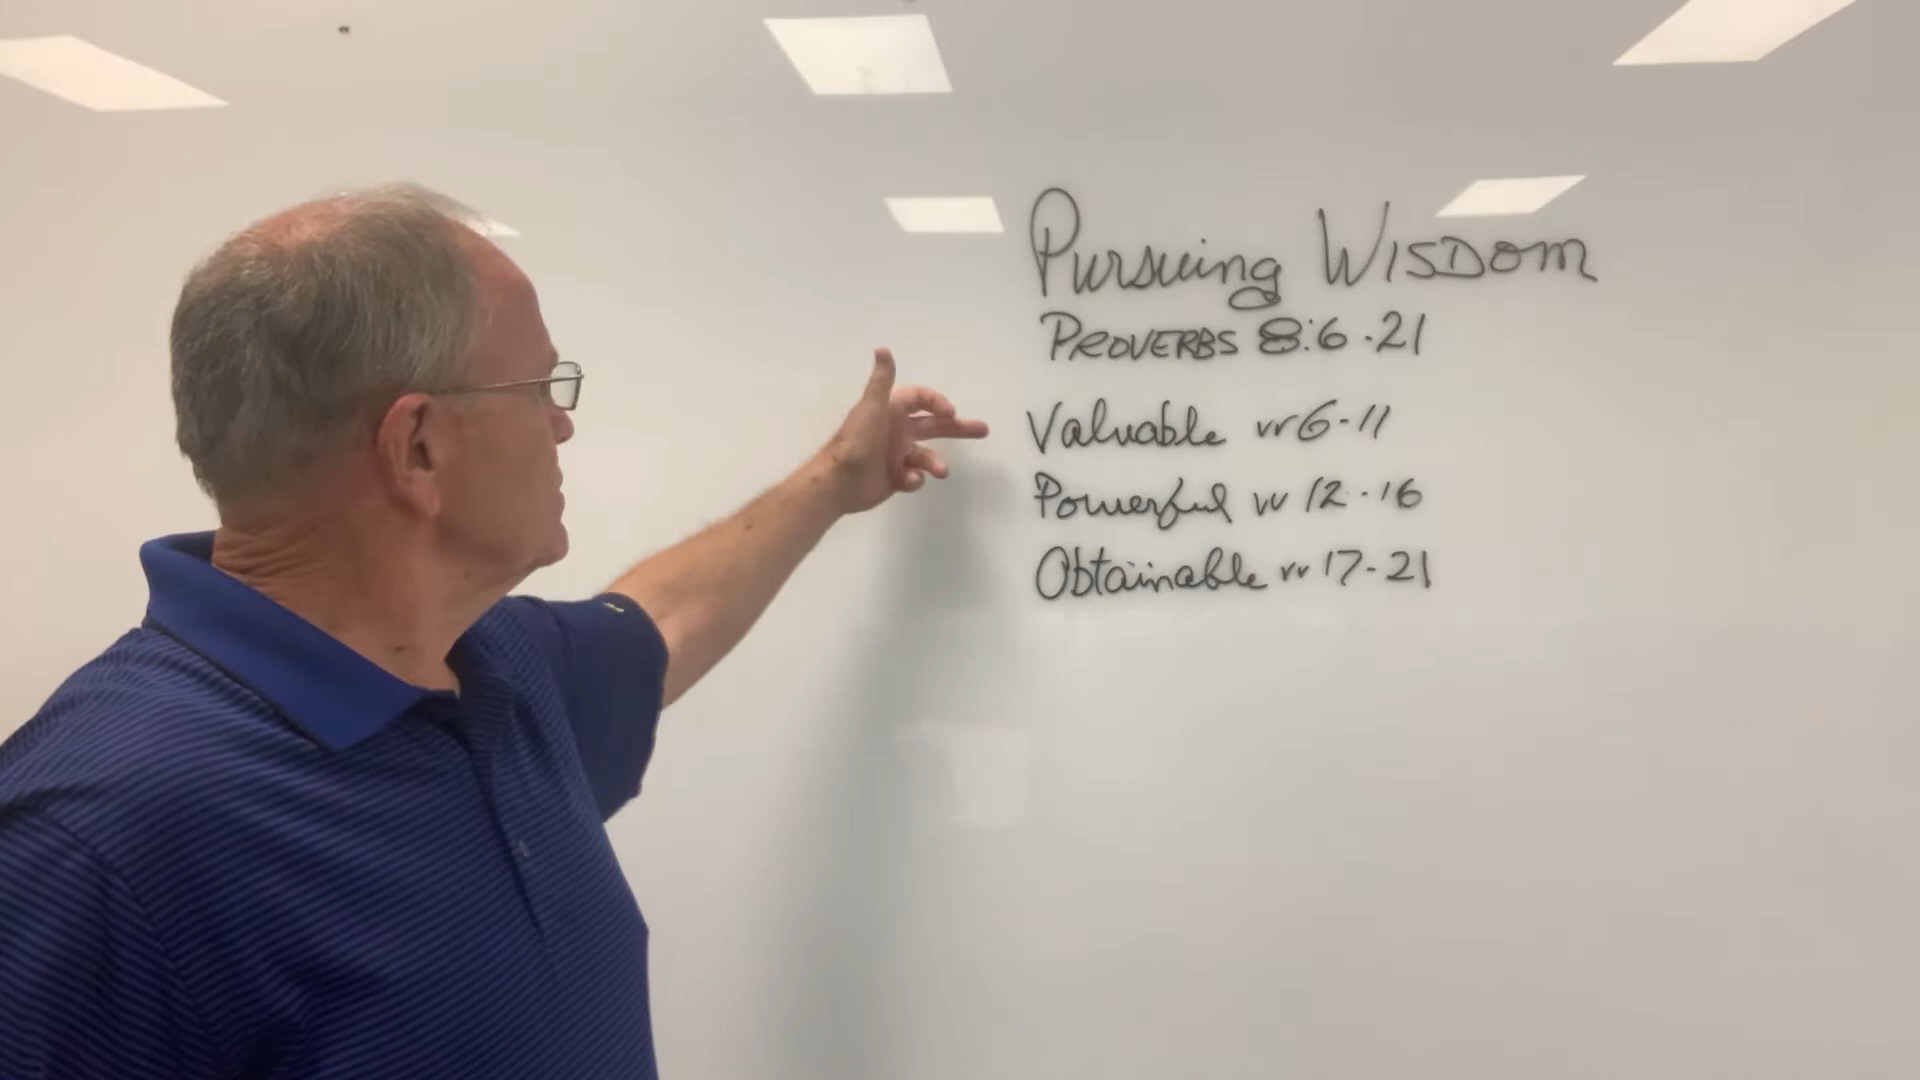 Pursuing WISDOM
PROVERBS 8:6-21
Valuable vv 6-11
Powerful vv 12-16
Obtainable vv 17-21